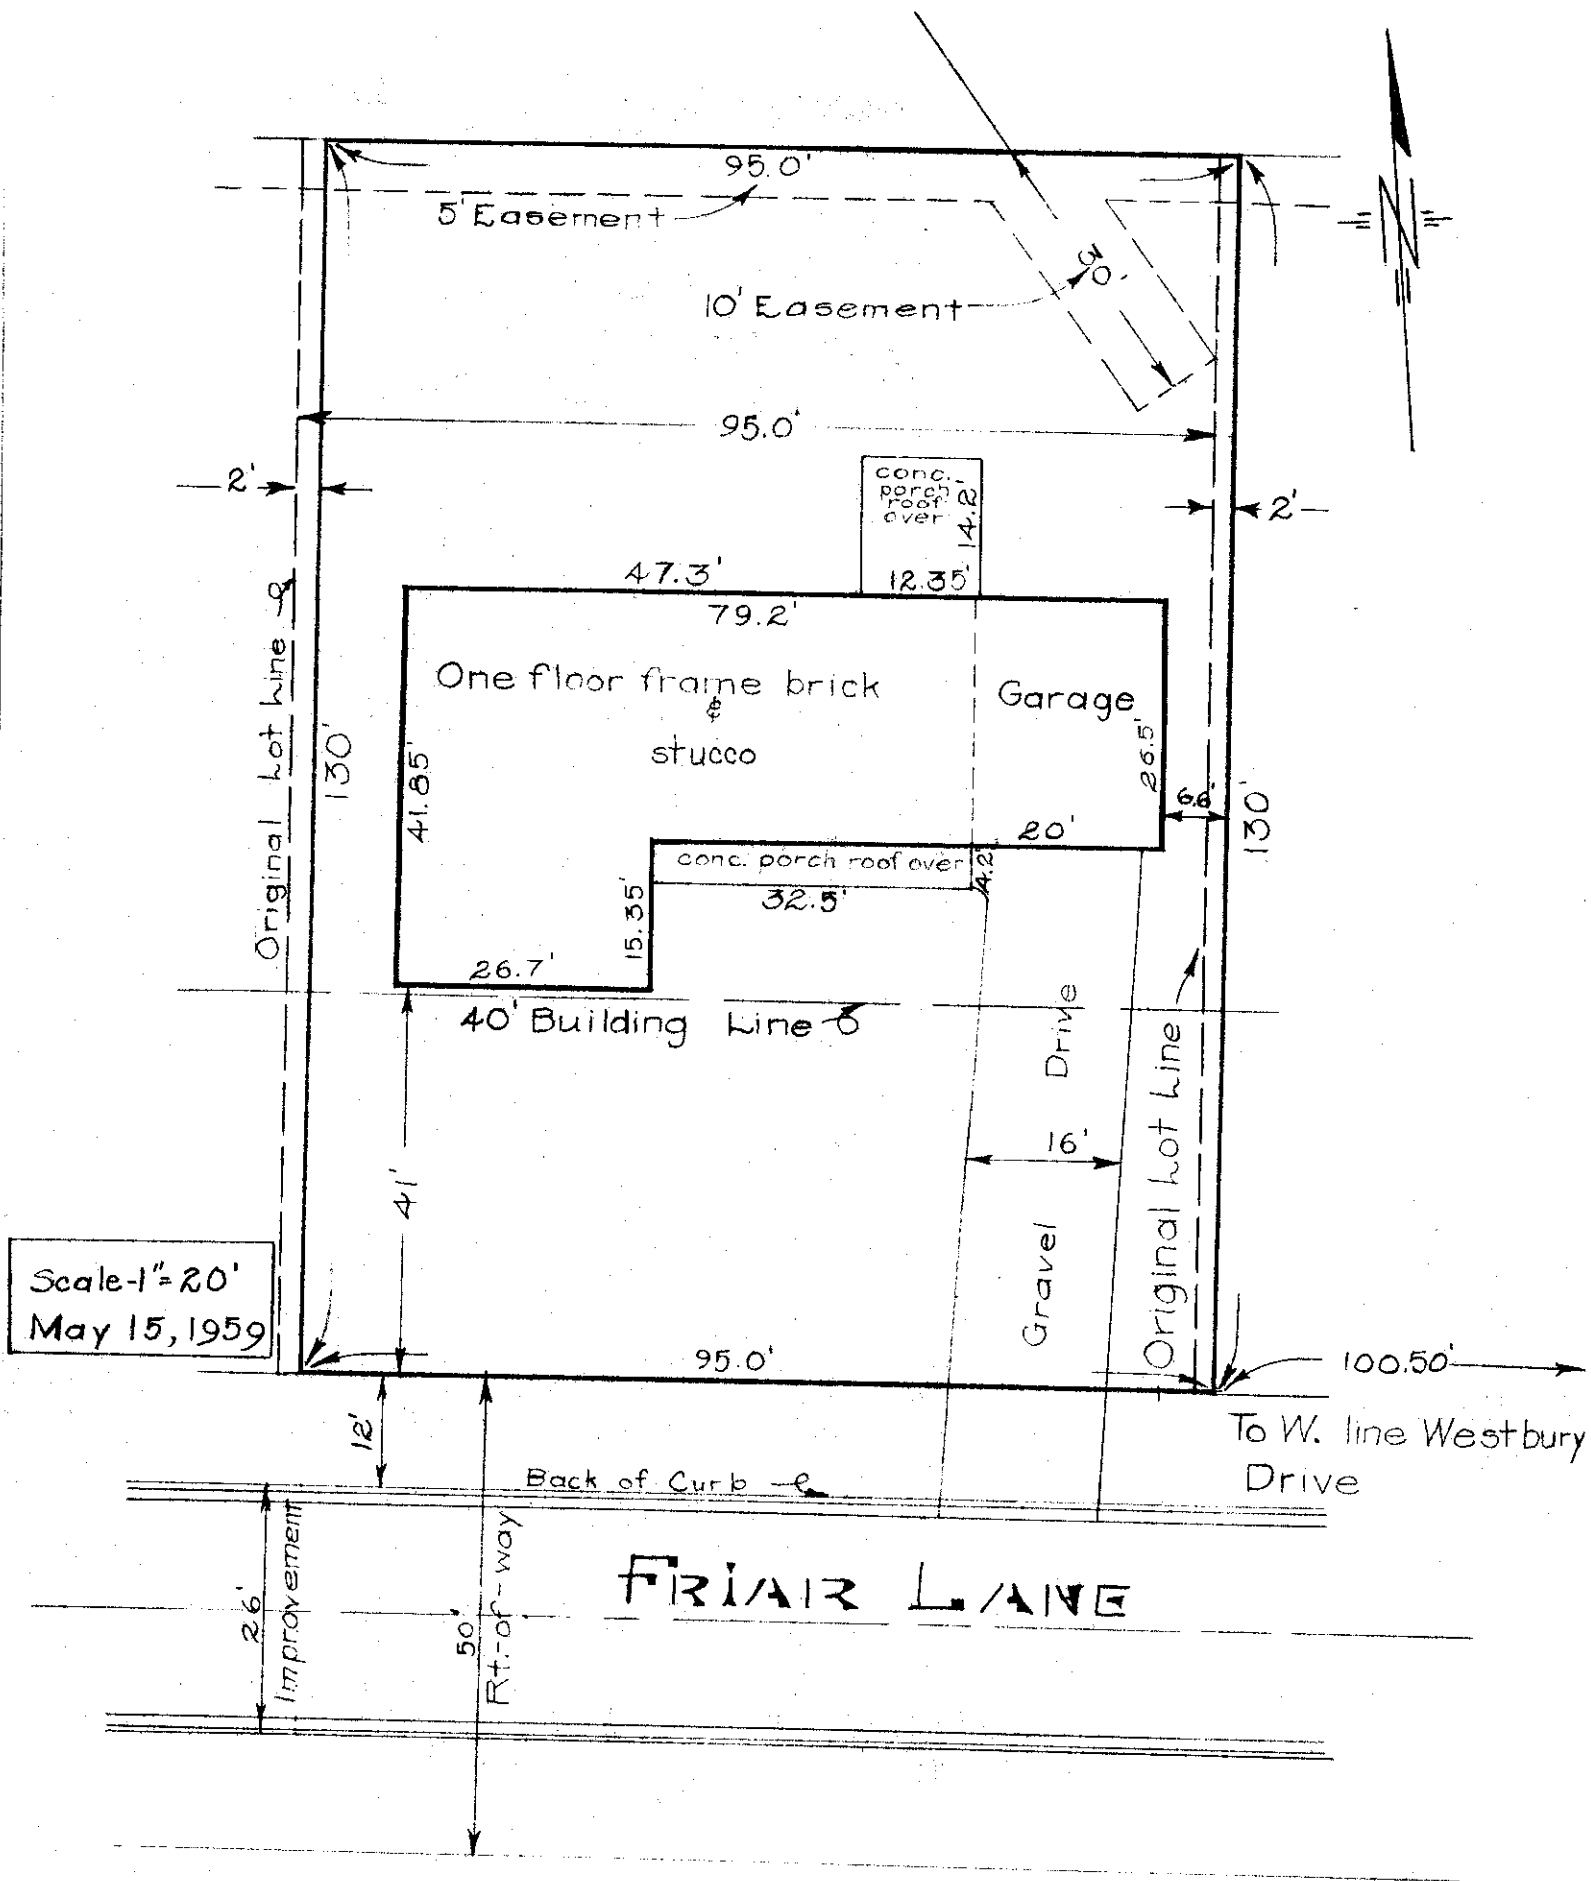 95.0'
5' Easement
30'
10' Easement
95.0'
N
2'
2'
conc.
porch
roof
over
14.2
12.35'
47.3'
79.2'
One floor frame brick
&
stucco
Garage
Original Lot Line
130'
41.85'
26.5'
6.6'
130'
20'
conc. porch roof over
4.2'
32.5'
15.35'
26.7'
40' Building Line
Gravel Drive
16'
Original Lot Line
41'
Scale-1"=20'
May 15, 1959
95.0'
100.50'
To W. line Westbury
Drive
12'
Back of Curb
26'
Improvement
50'
Rt.-of-way
FRIAR LANE